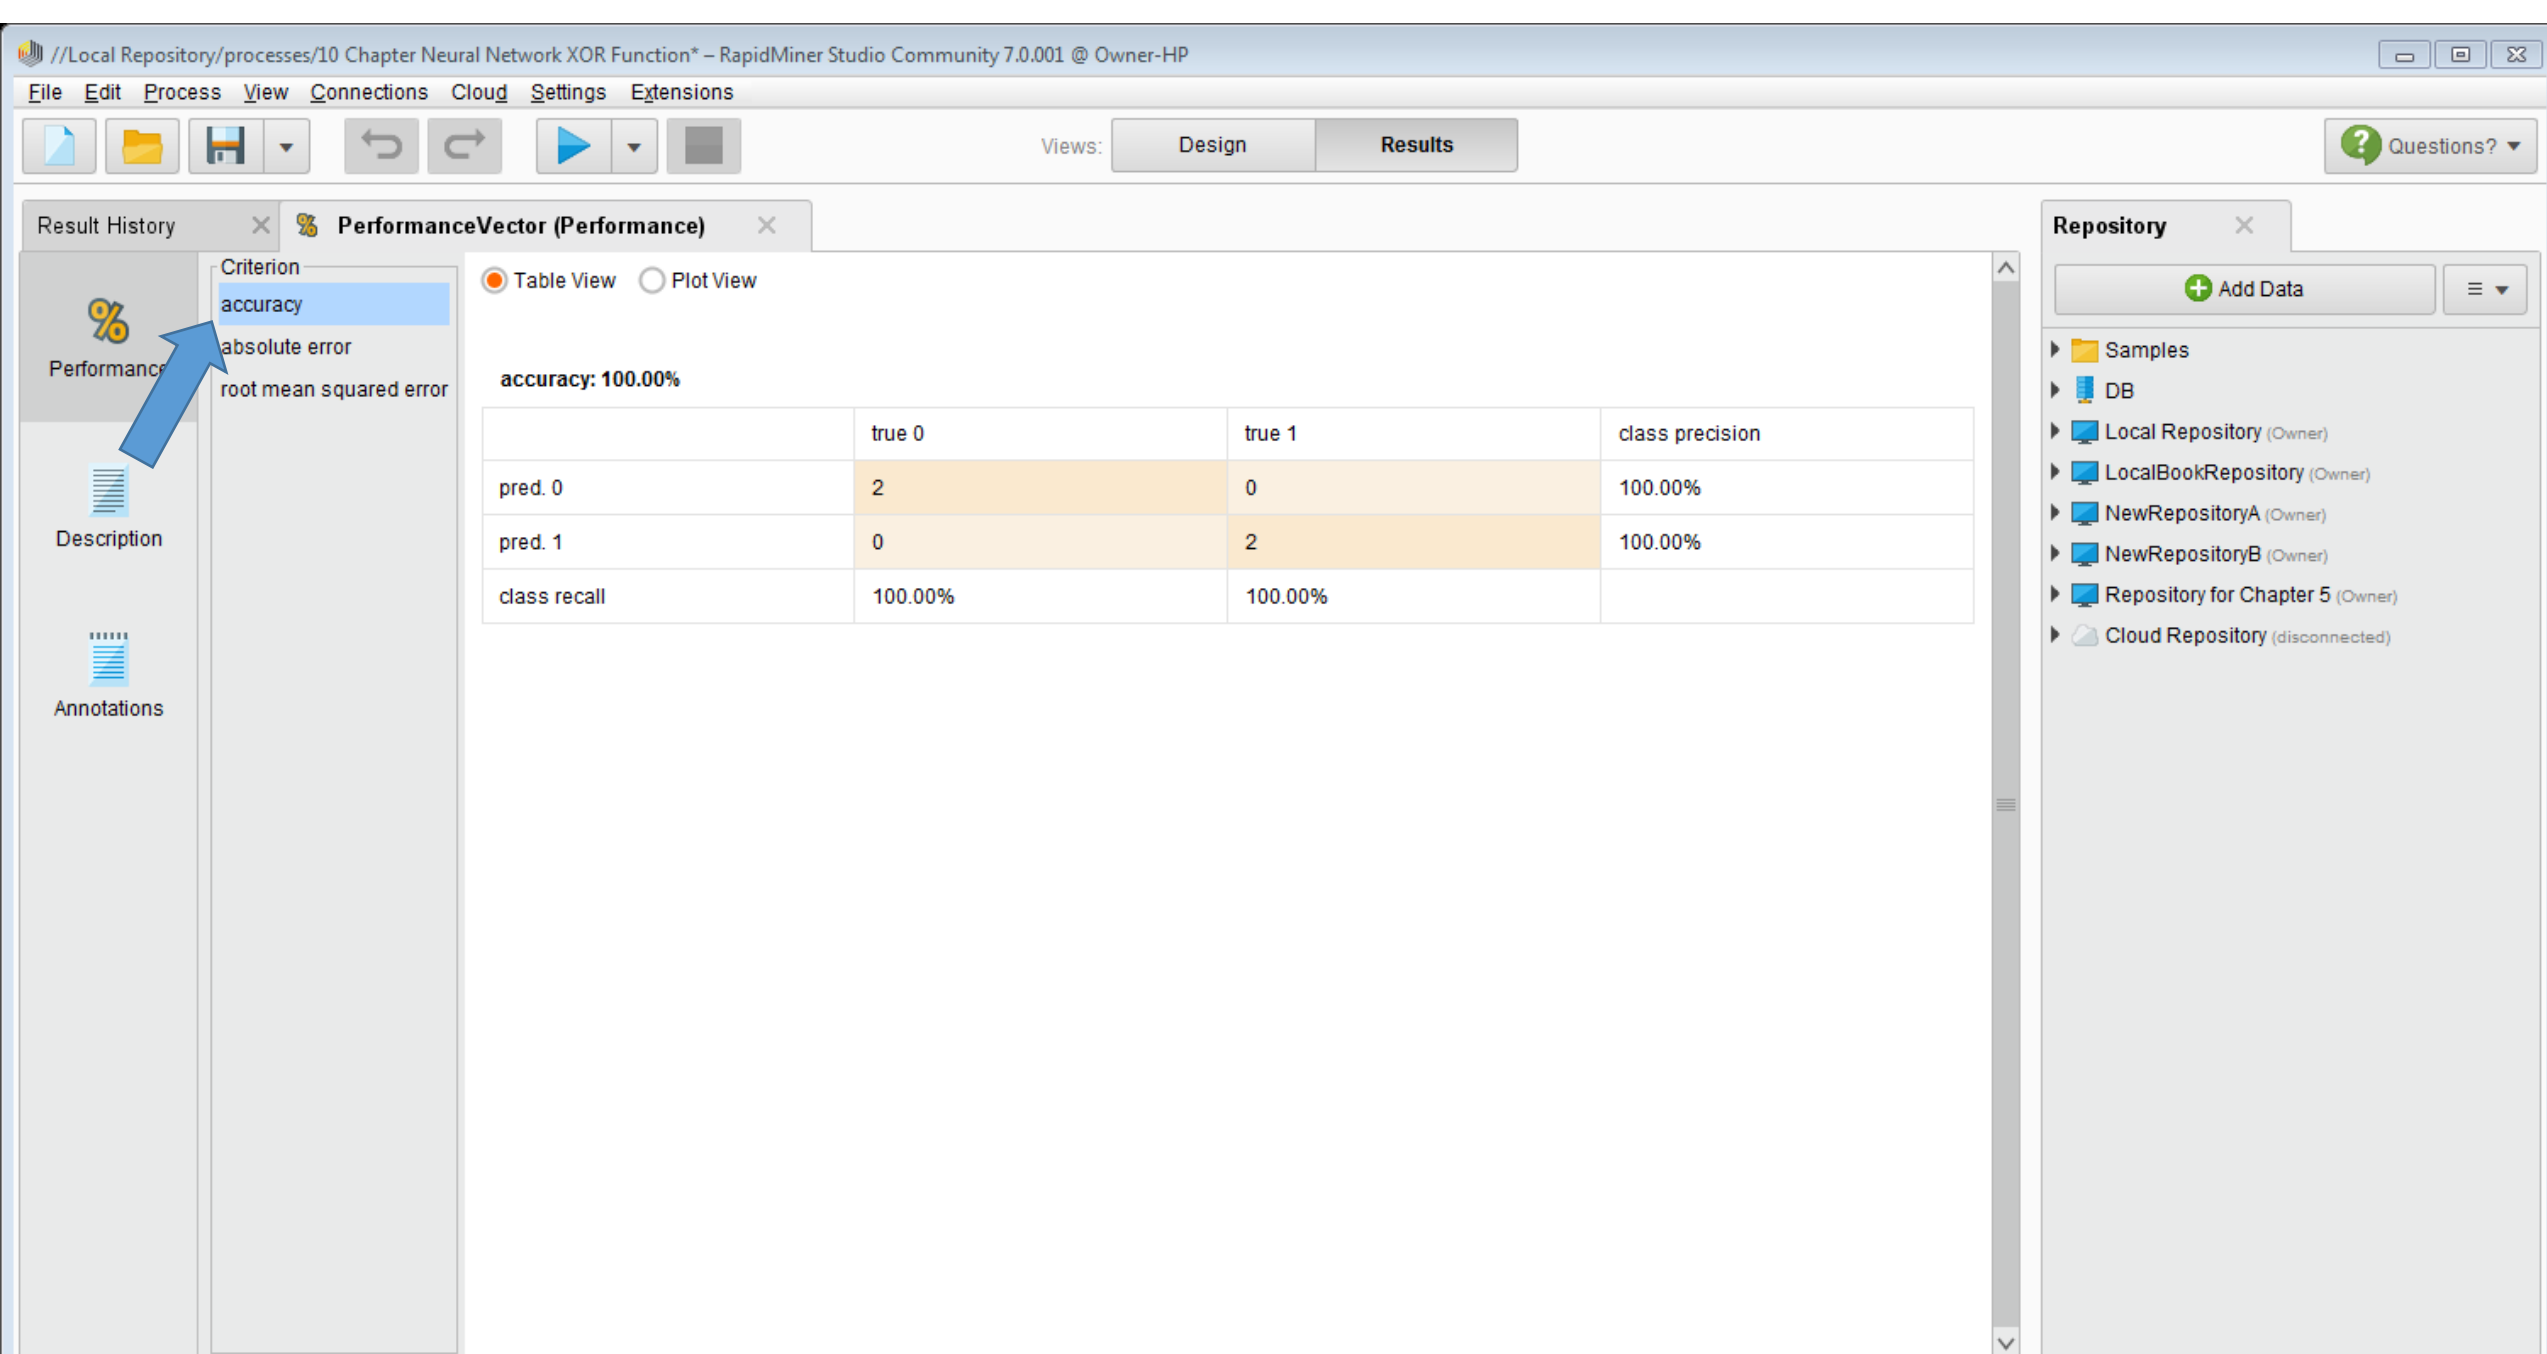 //Local Repository/processes/10 Chapter Neural Network XOR Function* – RapidMiner Studio Community 7.0.001 @ Owner-HP
File Edit Process View Connections Cloud Settings Extensions
Views: Design Results Questions?
Result History PerformanceVector (Performance) Repository
Criterion
accuracy
absolute error
root mean squared error
Performance
Description
Annotations
Table View Plot View
accuracy: 100.00%
true 0 true 1 class precision
pred. 0 2 0 100.00%
pred. 1 0 2 100.00%
class recall 100.00% 100.00%
Add Data
Samples
DB
Local Repository (Owner)
LocalBookRepository (Owner)
NewRepositoryA (Owner)
NewRepositoryB (Owner)
Repository for Chapter 5 (Owner)
Cloud Repository (disconnected)